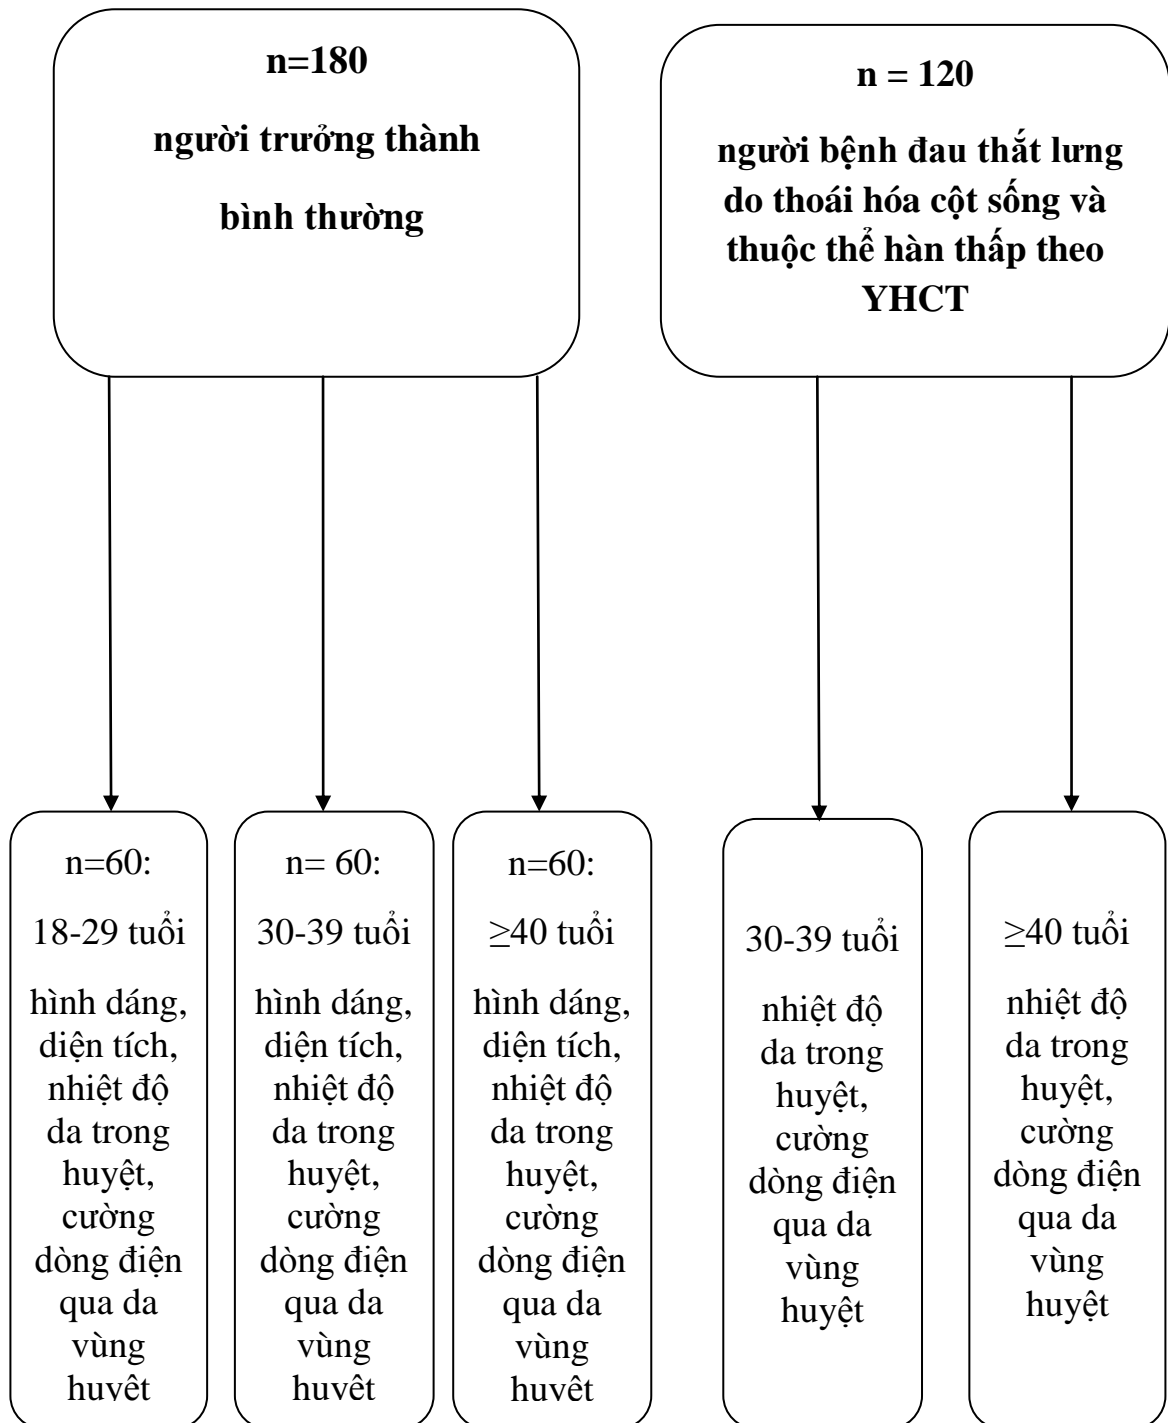 n=180
người trưởng thành
bình thường
n = 120
người bệnh đau thắt lưng
do thoái hóa cột sống và
thuộc thể hàn thấp theo
YHCT
n=60:
18-29 tuổi
hình dáng,
diện tích,
nhiệt độ
da trong
huyệt,
cường
dòng điện
qua da
vùng
huyệt
n= 60:
30-39 tuổi
hình dáng,
diện tích,
nhiệt độ
da trong
huyệt,
cường
dòng điện
qua da
vùng
huyệt
n=60:
≥40 tuổi
hình dáng,
diện tích,
nhiệt độ
da trong
huyệt,
cường
dòng điện
qua da
vùng
huyệt
30-39 tuổi
nhiệt độ
da trong
huyệt,
cường
dòng điện
qua da
vùng
huyệt
≥40 tuổi
nhiệt độ
da trong
huyệt,
cường
dòng điện
qua da
vùng
huyệt